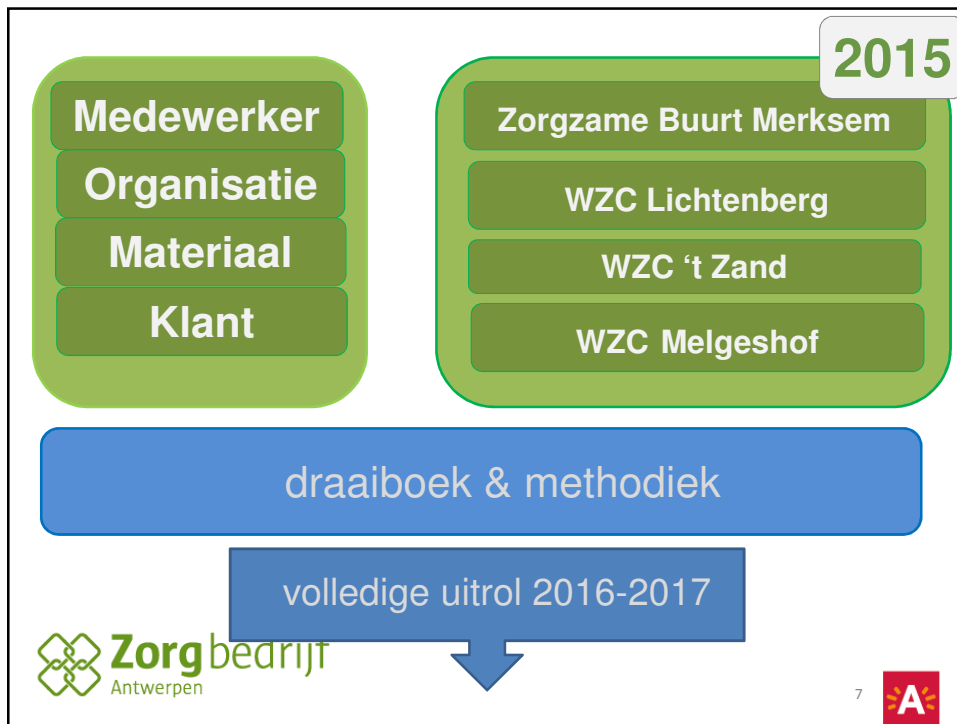 2015
Medewerker
Organisatie
Materiaal
Klant
Zorgzame Buurt Merksem
WZC Lichtenberg
WZC ‘t Zand
WZC Melgeshof
draaiboek & methodiek
volledige uitrol 2016-2017
Zorgbedrijf
Antwerpen
7
A